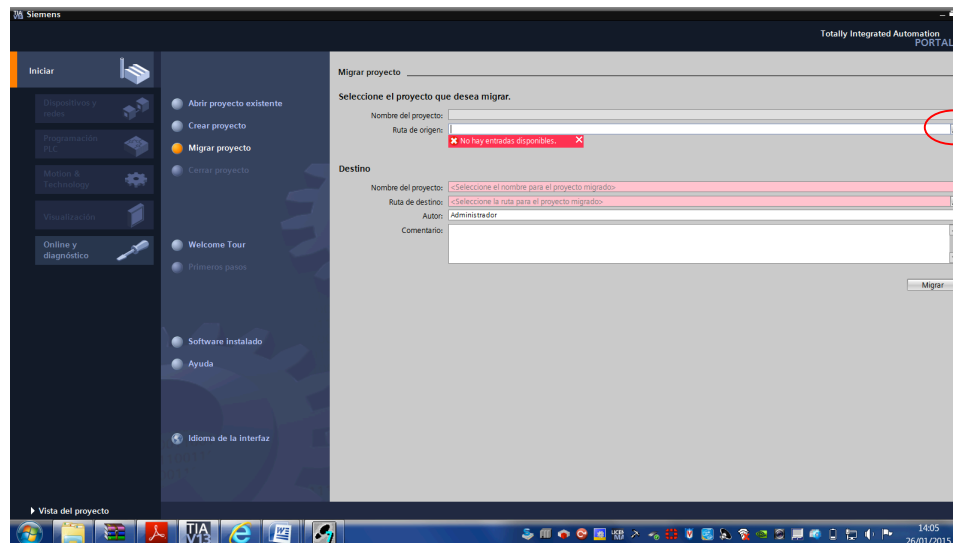 Siemens
Totally Integrated Automation
PORTAL
Iniciar
Dispositivos y
redes
Programación
PLC
Motion &
Technology
Visualización
Online y
diagnóstico
Abrir proyecto existente
Crear proyecto
Migrar proyecto
Cerrar proyecto
Welcome Tour
Primeros pasos
Software instalado
Ayuda
Idioma de la interfaz
Migrar proyecto
Seleccione el proyecto que desea migrar.
Nombre del proyecto:
Ruta de origen:
No hay entradas disponibles.
Destino
Nombre del proyecto: <Seleccione el nombre para el proyecto migrado>
Ruta de destino: <Seleccione la ruta para el proyecto migrado>
Autor: Administrador
Comentario:
Migrar
Vista del proyecto
TIA
V13
14:05
26/01/2015